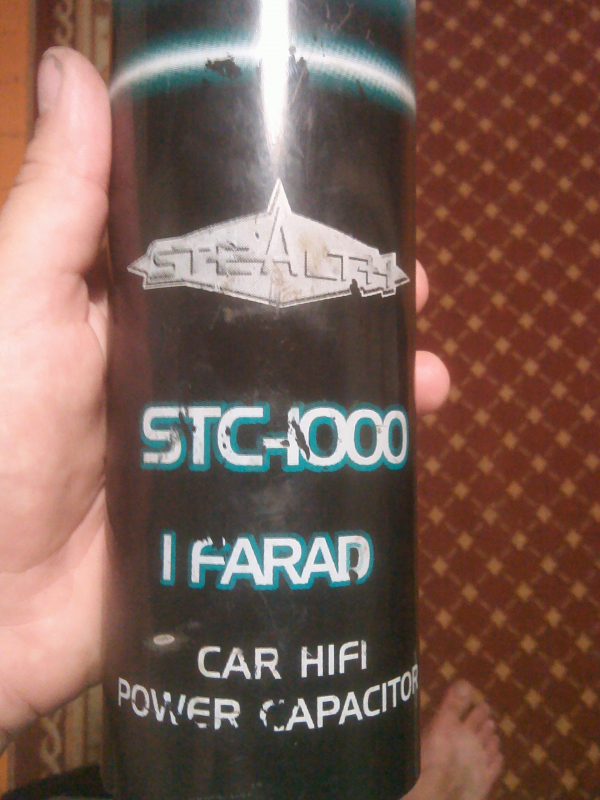 STEALTH
STC-1000
1 FARAD
CAR HIFI
POWER CAPACITOR